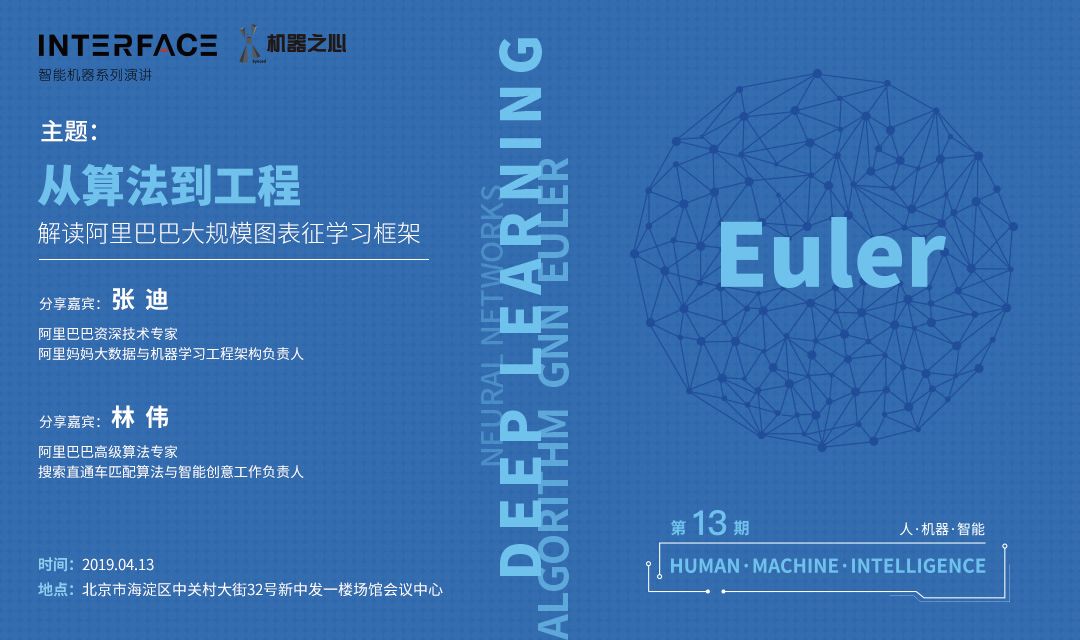 INTERFACE
机器之心
Synced
智能机器系列演讲
主题：
从算法到工程
解读阿里巴巴大规模图表征学习框架
分享嘉宾：张 迪
阿里巴巴资深技术专家
阿里妈妈大数据与机器学习工程架构负责人
分享嘉宾：林 伟
阿里巴巴高级算法专家
搜索直通车匹配算法与智能创意工作负责人
时间：2019.04.13
地点：北京市海淀区中关村大街32号新中发一楼场馆会议中心
NEURAL NETWORKS
DEEP LEARNING
ALGORITHM GNN EULER
Euler
第 13 期
人·机器·智能
HUMAN·MACHINE·INTELLIGENCE